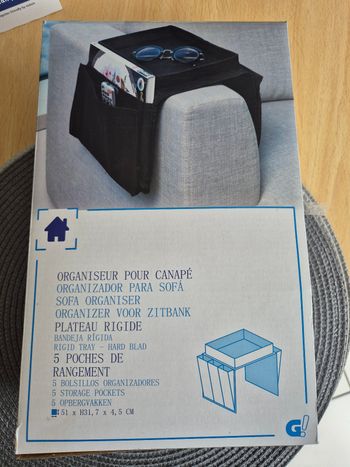 ORGANISEUR POUR CANAPÉ
ORGANIZADOR PARA SOFÁ
SOFA ORGANISER
ORGANIZER VOOR ZITBANK
PLATEAU RIGIDE
BANDEJA RÍGIDA
RIGID TRAY - HARD BLAD
5 POCHES DE
RANGEMENT
5 BOLSILLOS ORGANIZADORES
5 STORAGE POCKETS
5 OPBERGVAKKEN
51 x H31,7 x 4,5 CM
G!